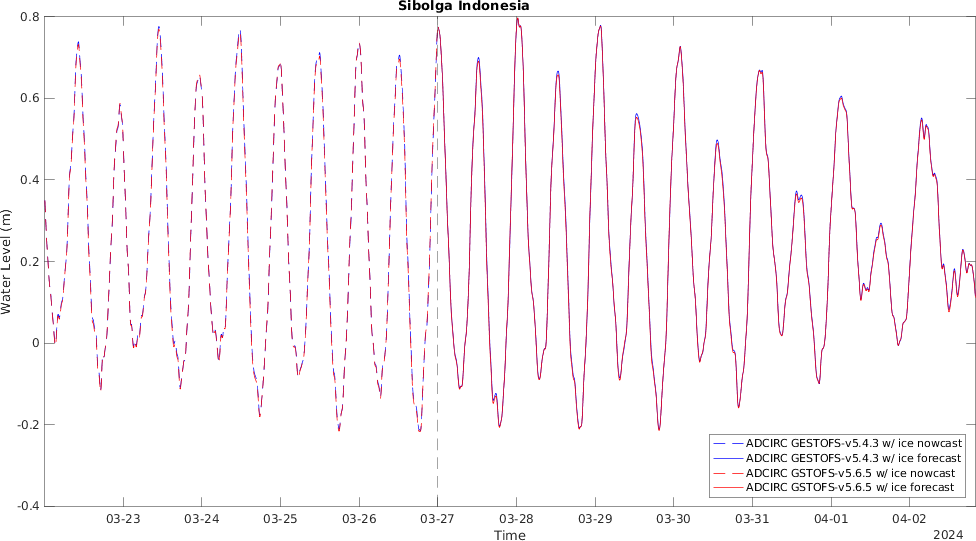 Sibolga Indonesia
0.8
0.6
0.4
0.2
0
-0.2
-0.4
Water Level (m)
03-23 03-24 03-25 03-26 03-27 03-28 03-29 03-30 03-31 04-01 04-02
Time
2024
ADCIRC GESTOFS-v5.4.3 w/ ice nowcast
ADCIRC GESTOFS-v5.4.3 w/ ice forecast
ADCIRC GSTOFS-v5.6.5 w/ ice nowcast
ADCIRC GSTOFS-v5.6.5 w/ ice forecast